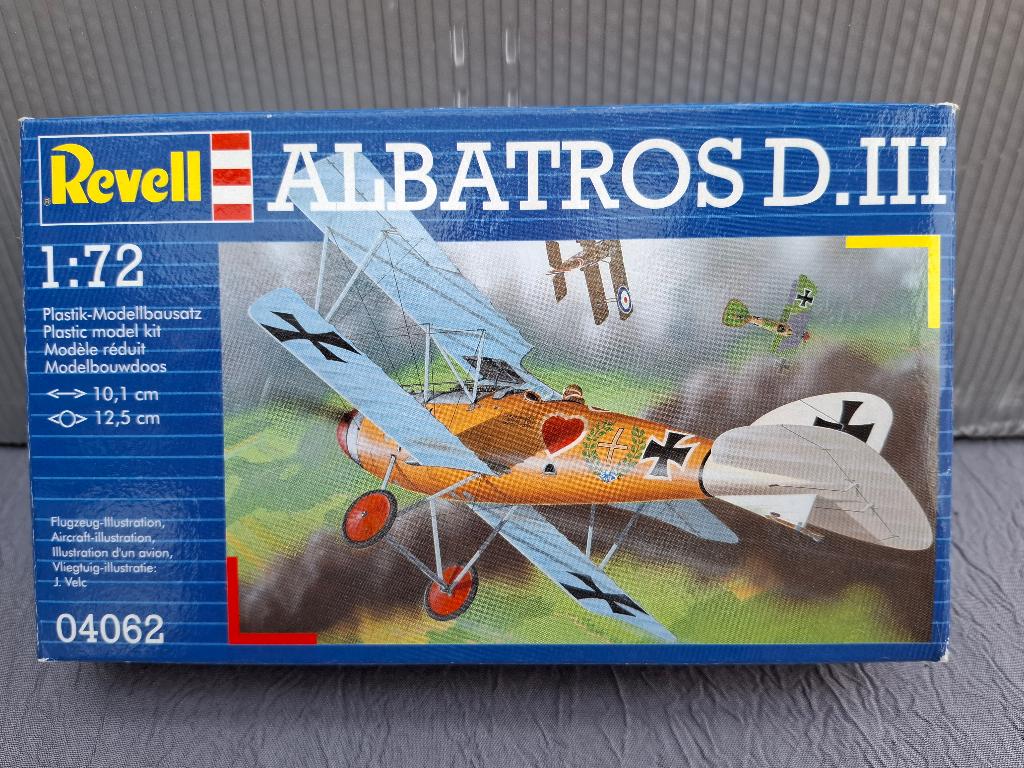 ® Revell
ALBATROS D.III
1:72
Plastik-Modellbausatz
Plastic model kit
Modèle réduit
Modelbouwdoos
10,1 cm
12,5 cm
Flugzeug-Illustration,
Aircraft-illustration,
Illustration d'un avion,
Vliegtuig-illustratie:
J. Velc
04062